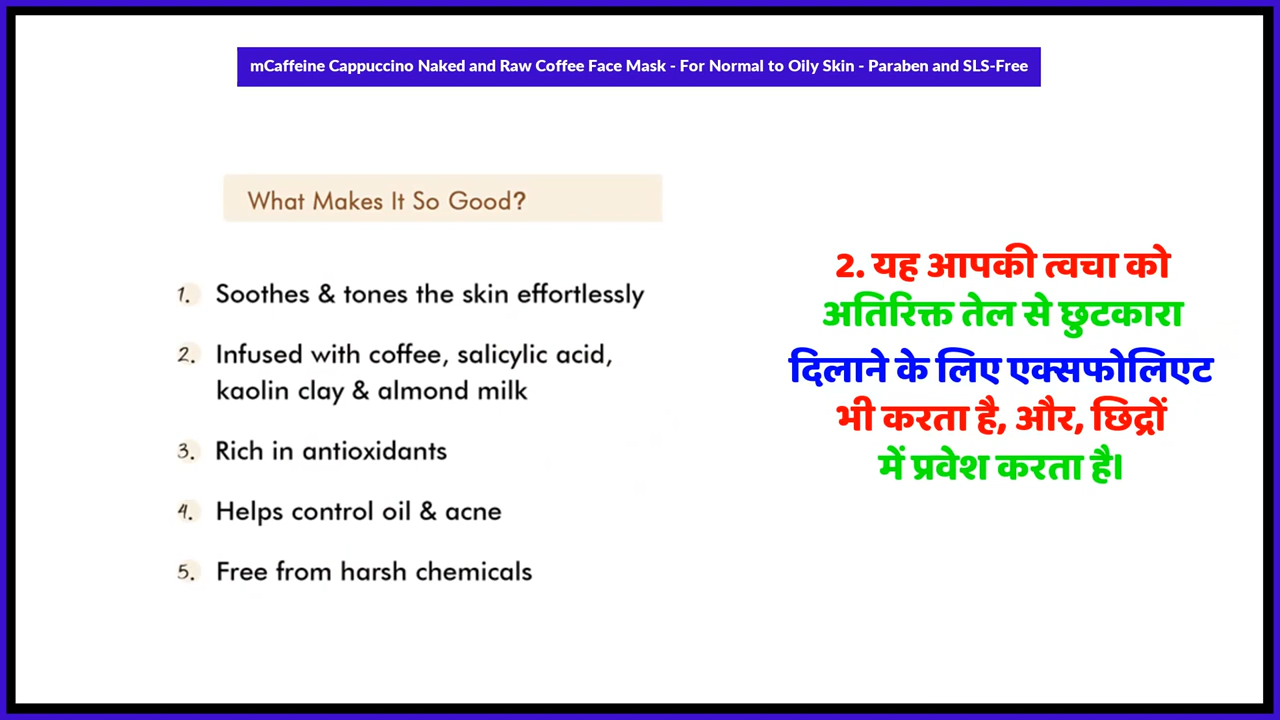 mCaffeine Cappuccino Naked and Raw Coffee Face Mask - For Normal to Oily Skin - Paraben and SLS-Free
What Makes It So Good?
1. Soothes & tones the skin effortlessly
2. Infused with coffee, salicylic acid,
kaolin clay & almond milk
3. Rich in antioxidants
4. Helps control oil & acne
5. Free from harsh chemicals
2. यह आपकी त्वचा को
अतिरिक्त तेल से छुटकारा
दिलाने के लिए एक्सफोलिएट
भी करता है, और, छिद्रों
में प्रवेश करता है।